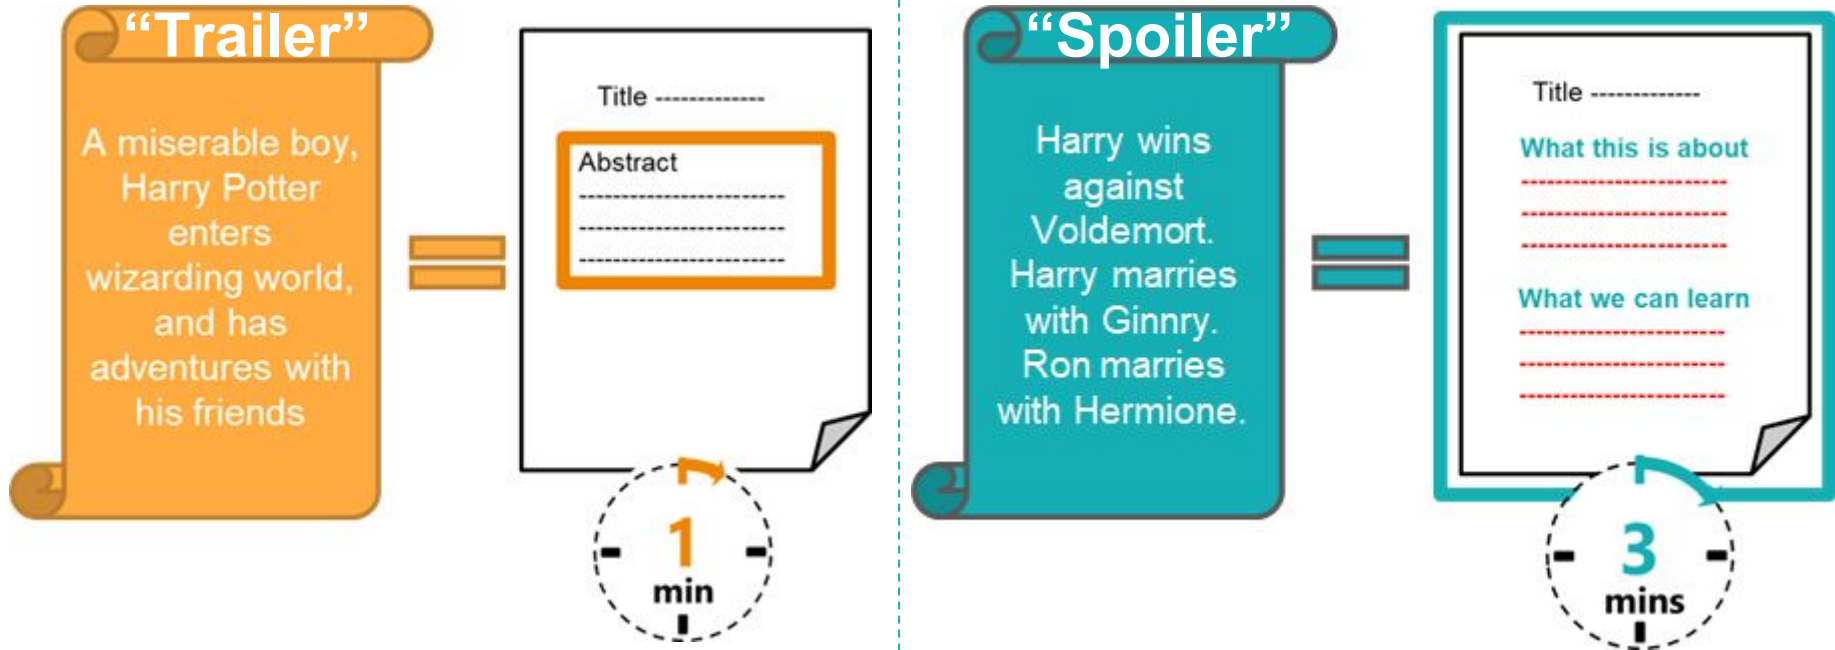 “Trailer”
A miserable boy,
Harry Potter
enters
wizarding world,
and has
adventures with
his friends
Title -------------
Abstract
1
min
“Spoiler”
Harry wins
against
Voldemort.
Harry marries
with Ginnry.
Ron marries
with Hermione.
Title -------------
What this is about
What we can learn
3
mins